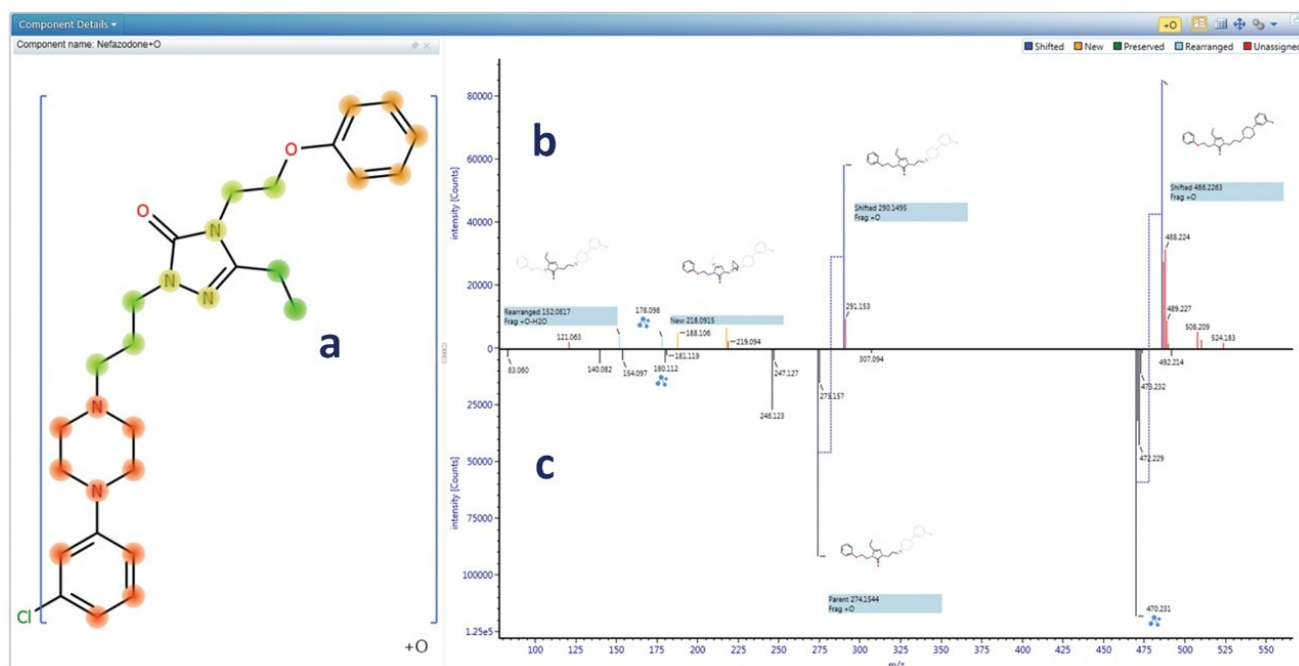 Component Details
Component name: Nefazodone+O
+O
Shifted
New
Preserved
Rearranged
Unassigned
O
O
N
N
N
N
N
Cl
+O
a
b
c
intensity [Counts]
80000
60000
40000
20000
0
Rearranged 152.0817
Frag +O-H2O
121.063
178.098
188.106
New 218.0915
219.094
Shifted 290.1495
Frag +O
291.153
307.094
Shifted 486.2263
Frag +O
488.224
489.227
508.209
524.183
492.214
intensity [Counts]
25000
50000
75000
100000
1.25e5
83.060
140.082
154.097
181.119
180.112
247.127
246.123
275.157
473.232
472.229
Parent 274.1544
Frag +O
470.231
100
125
150
175
200
225
250
275
300
325
350
375
400
425
450
475
500
525
550
m/z